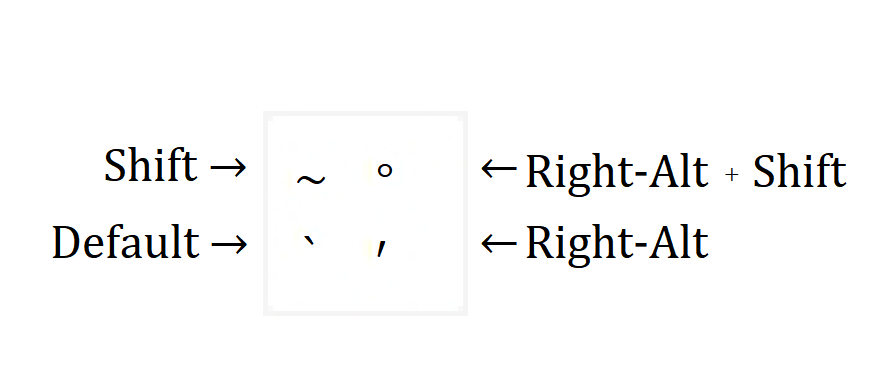 Shift → ~ ° ← Right-Alt + Shift
Default → ` ′ ← Right-Alt